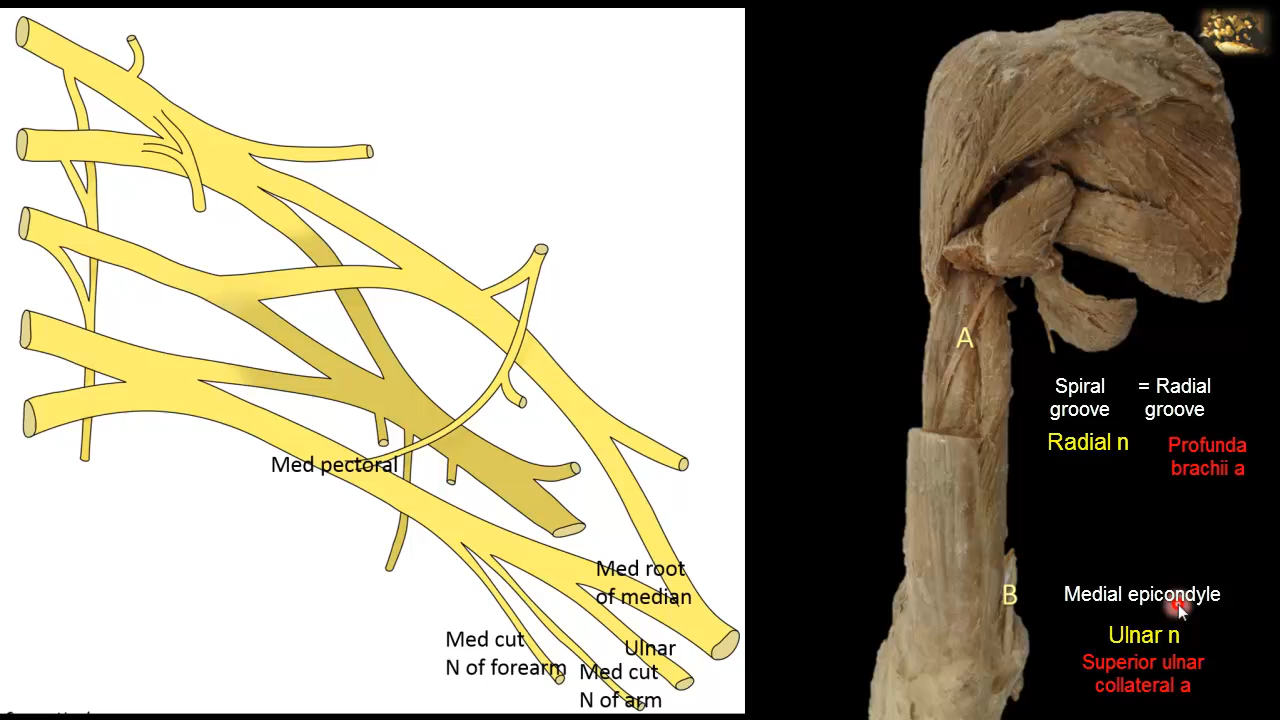 Med pectoral
Med root
of median
Med cut
N of forearm
Ulnar
Med cut
N of arm
A
B
Spiral
groove
= Radial
groove
Radial n
Profunda
brachii a
Medial epicondyle
Ulnar n
Superior ulnar
collateral a